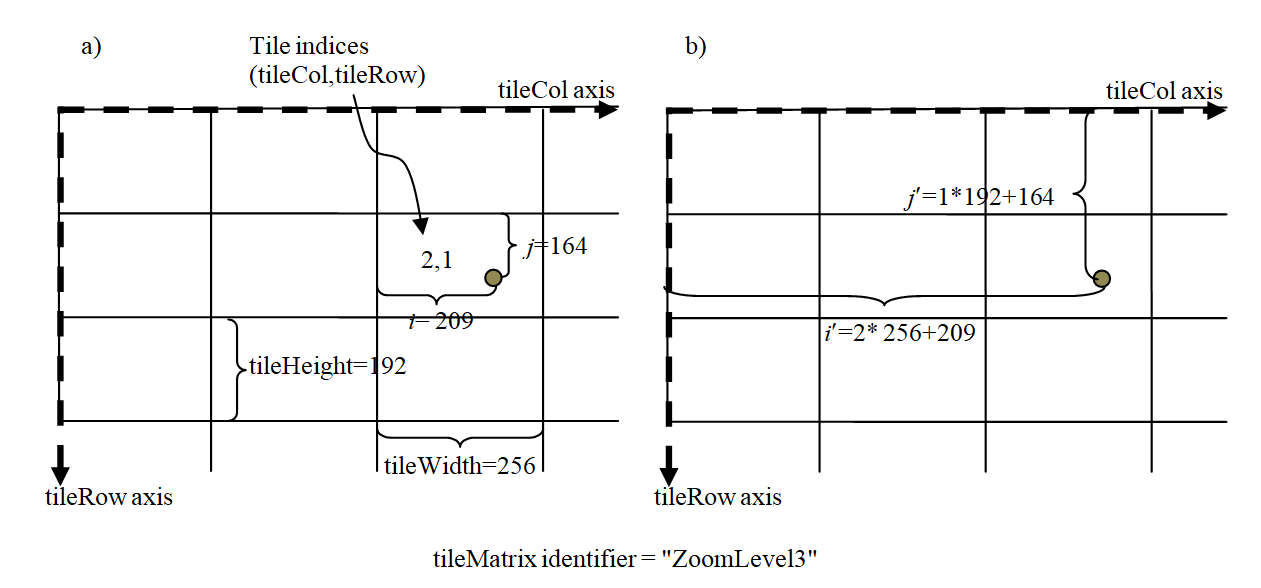 a)
Tile indices
(tileCol,tileRow)
tileCol axis
2,1
j=164
i= 209
tileHeight=192
tileWidth=256
tileRow axis
b)
tileCol axis
j'=1*192+164
i'=2* 256+209
tileRow axis
tileMatrix identifier = "ZoomLevel3"